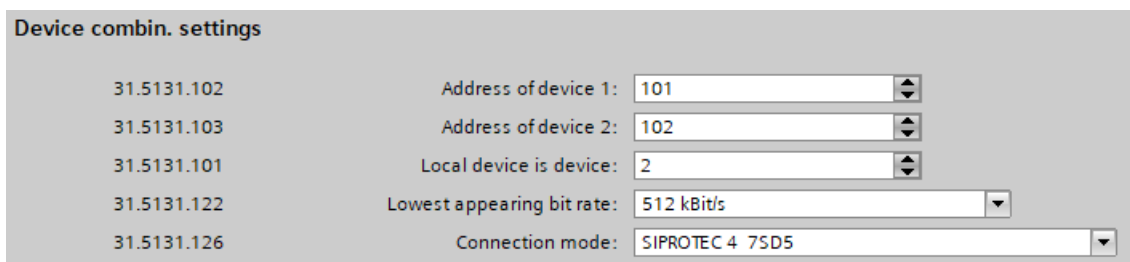 Device combin. settings
31.5131.102 Address of device 1: 101
31.5131.103 Address of device 2: 102
31.5131.101 Local device is device: 2
31.5131.122 Lowest appearing bit rate: 512 kBit/s
31.5131.126 Connection mode: SIPROTEC 4 7SD5